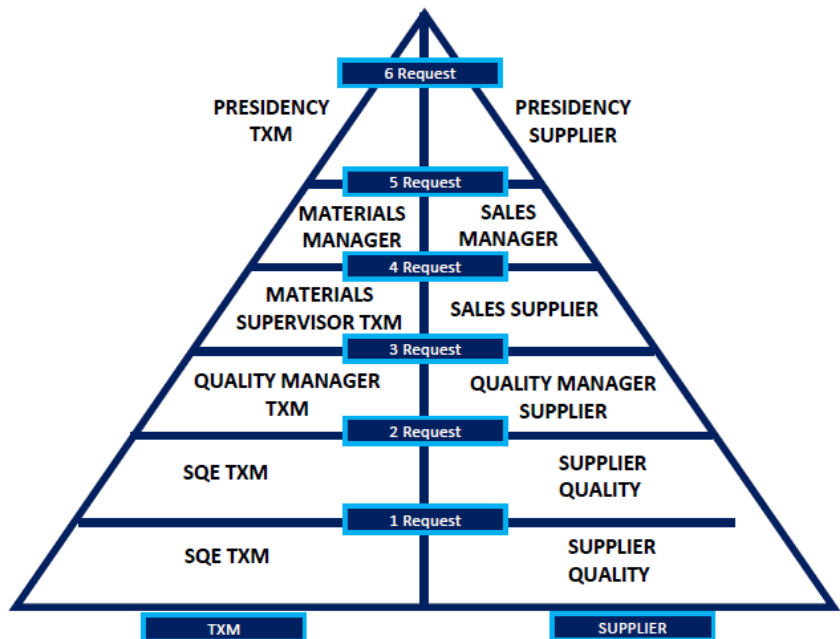 6 Request
PRESIDENCY
TXM
PRESIDENCY
SUPPLIER
5 Request
MATERIALS
MANAGER
SALES
MANAGER
4 Request
MATERIALS
SUPERVISOR TXM
SALES SUPPLIER
3 Request
QUALITY MANAGER
TXM
QUALITY MANAGER
SUPPLIER
2 Request
SQE TXM
SUPPLIER
QUALITY
1 Request
SQE TXM
SUPPLIER
QUALITY
TXM
SUPPLIER